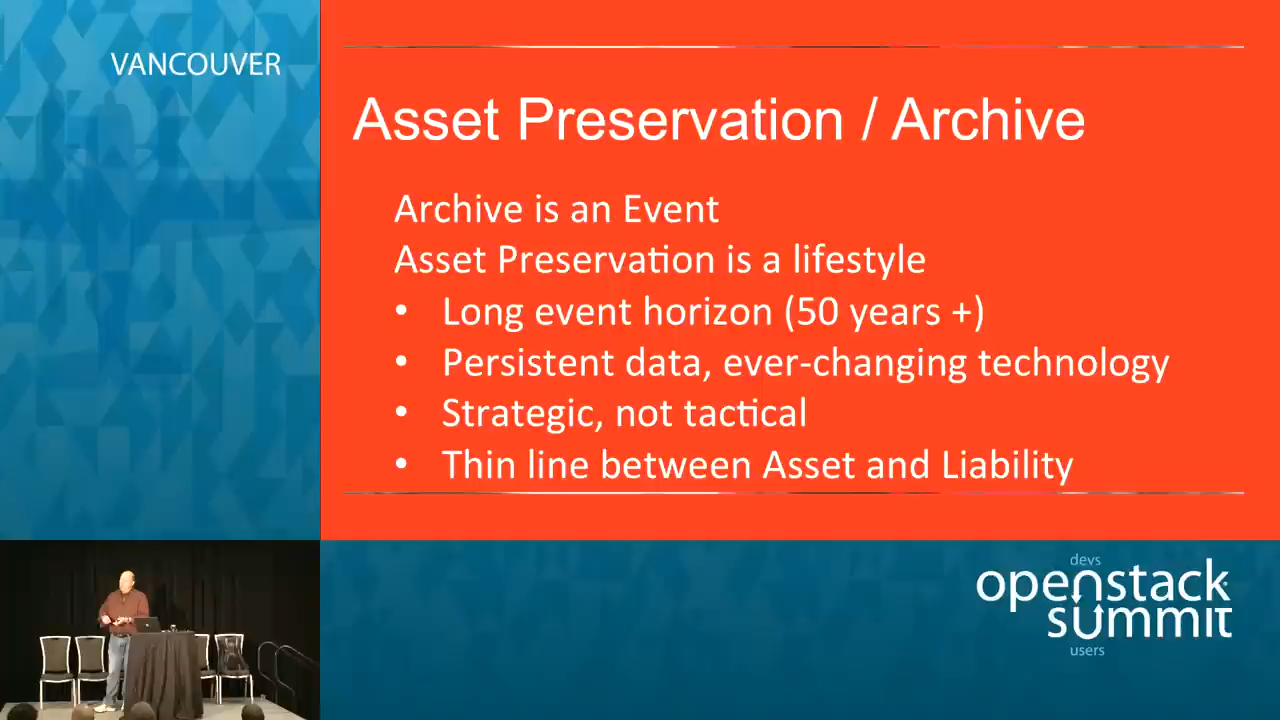 VANCOUVER
Asset Preservation / Archive
Archive is an Event
Asset Preservation is a lifestyle
• Long event horizon (50 years +)
• Persistent data, ever-changing technology
• Strategic, not tactical
• Thin line between Asset and Liability
devs
openstack
summit
users